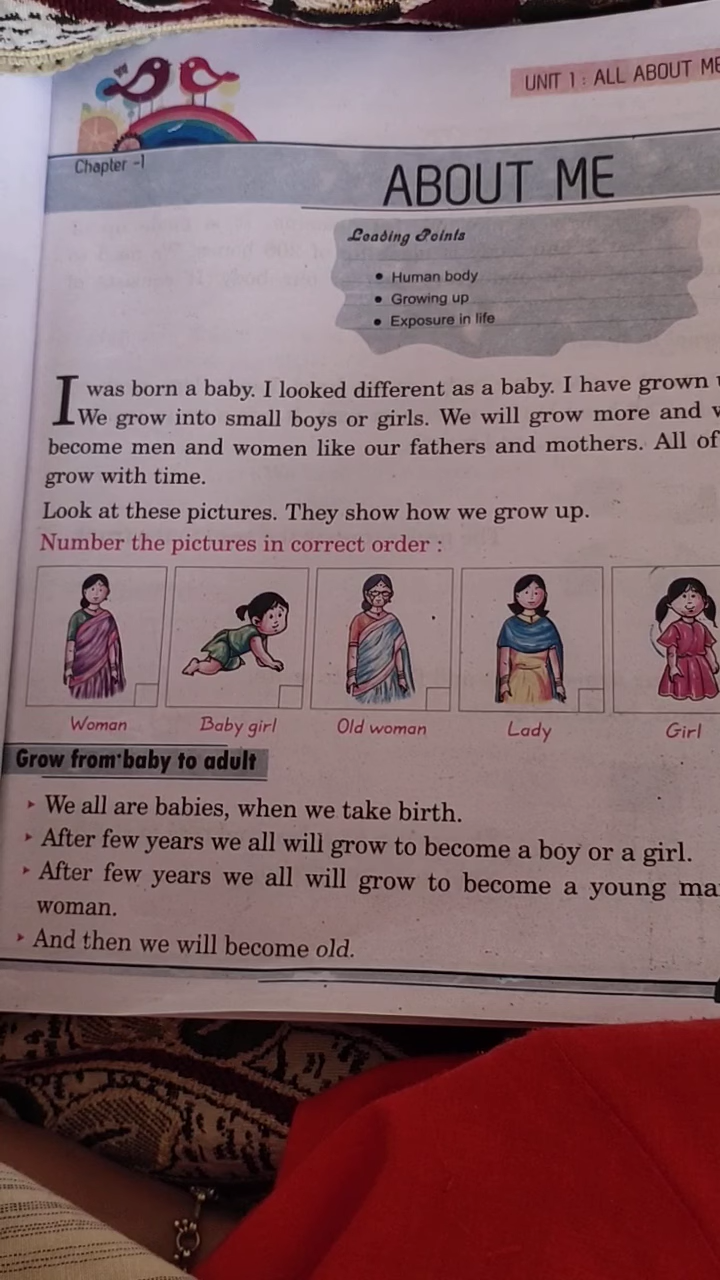 UNIT 1 : ALL ABOUT ME
Chapter -1
ABOUT ME
Loading Points
• Human body
• Growing up
• Exposure in life
I was born a baby. I looked different as a baby. I have grown
We grow into small boys or girls. We will grow more and
become men and women like our fathers and mothers. All of
grow with time.
Look at these pictures. They show how we grow up.
Number the pictures in correct order :
Woman Baby girl Old woman Lady Girl
Grow from baby to adult
‣ We all are babies, when we take birth.
‣ After few years we all will grow to become a boy or a girl.
‣ After few years we all will grow to become a young
woman.
‣ And then we will become old.